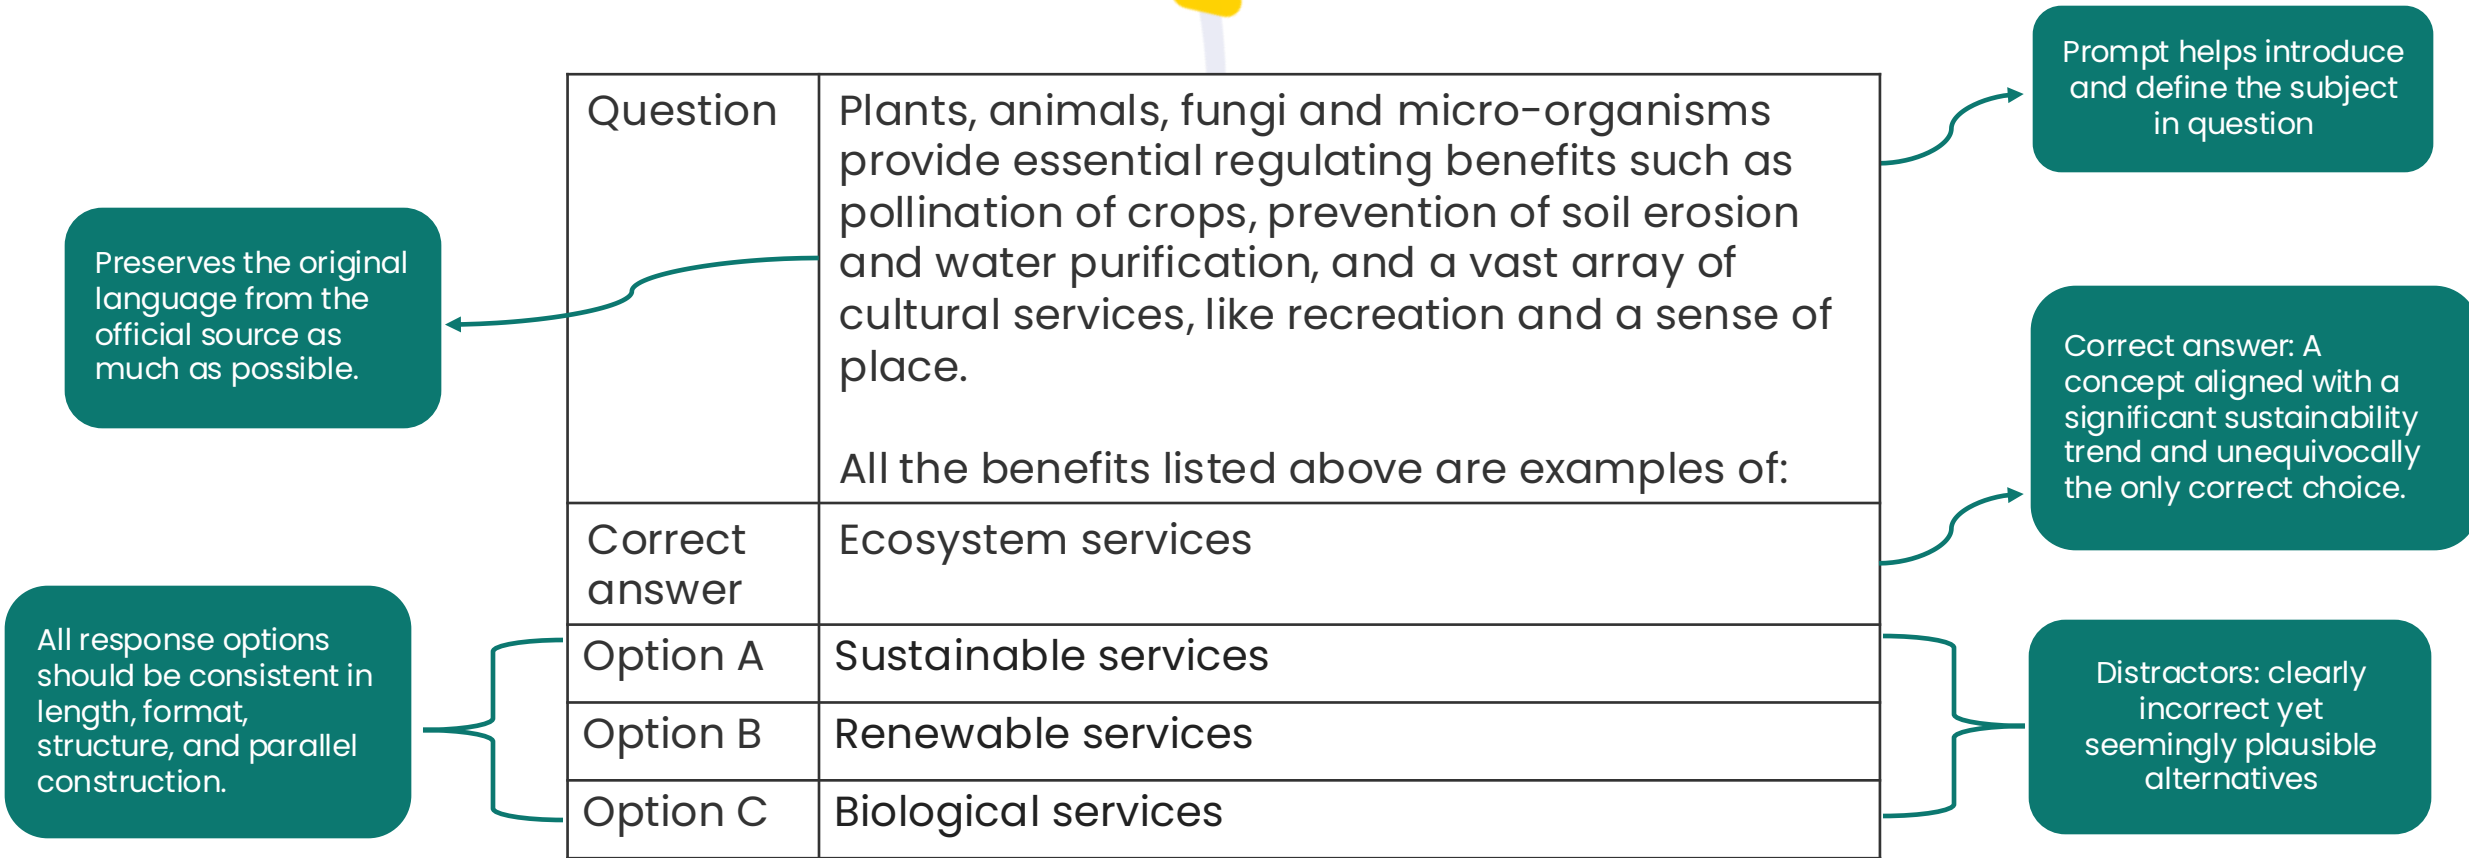 Prompt helps introduce
and define the subject
in question
Question
Plants, animals, fungi and micro-organisms
provide essential regulating benefits such as
pollination of crops, prevention of soil erosion
and water purification, and a vast array of
cultural services, like recreation and a sense of
place.
All the benefits listed above are examples of:
Preserves the original
language from the
official source as
much as possible.
Correct answer: A
concept aligned with a
significant sustainability
trend and unequivocally
the only correct choice.
Correct
answer
Ecosystem services
All response options
should be consistent in
length, format,
structure, and parallel
construction.
Option A
Sustainable services
Option B
Renewable services
Option C
Biological services
Distractors: clearly
incorrect yet
seemingly plausible
alternatives